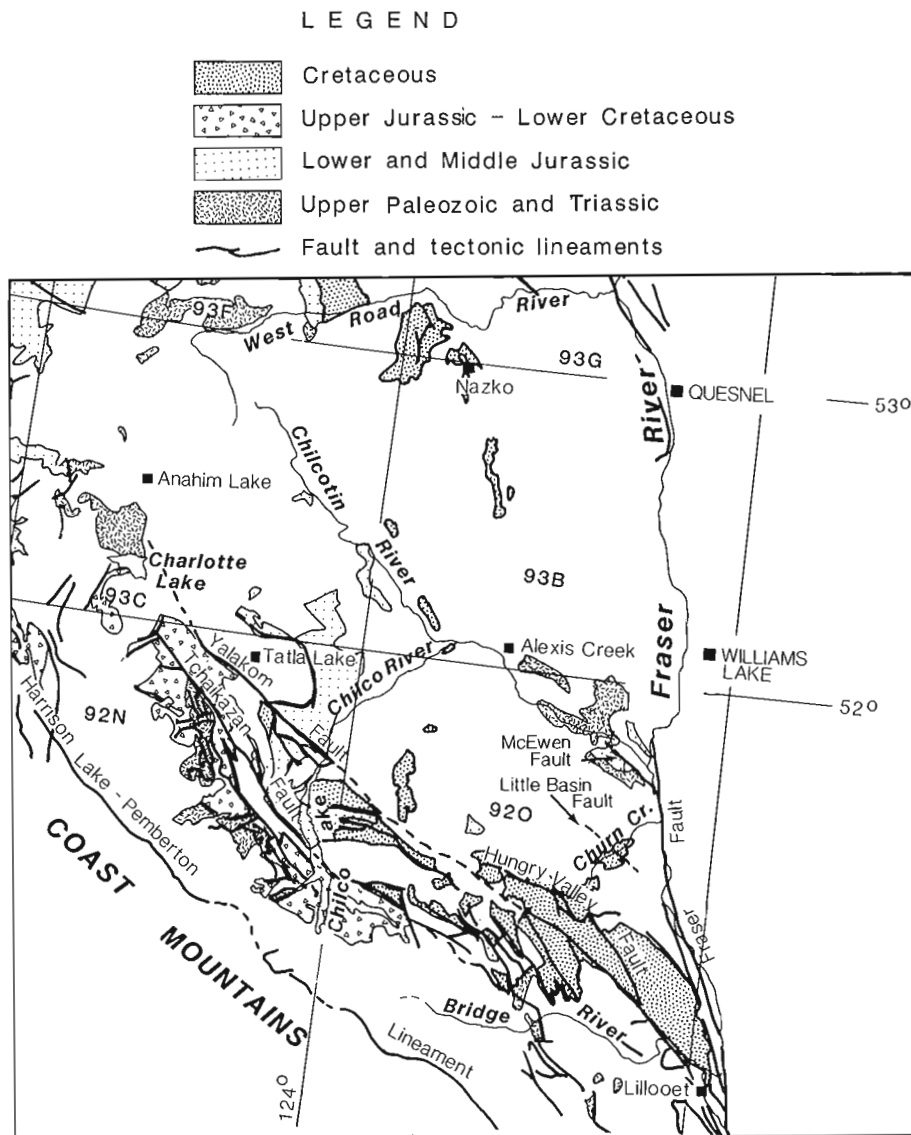 LEGEND
Cretaceous
Upper Jurassic – Lower Cretaceous
Lower and Middle Jurassic
Upper Paleozoic and Triassic
Fault and tectonic lineaments
93F
West Road River
93G
Nazko
River
QUESNEL
53°
Chilcotin
River
Anahim Lake
Charlotte
Lake
93B
93C
Yalakom
Fault
Tatla Lake
Alexis Creek
Fraser
WILLIAMS
LAKE
52°
Tchaikazan
Fault
Chilco River
92N
Harrison Lake – Pemberton
Lineament
McEwen
Fault
Little Basin
Fault
92O
Churn Cr.
Fault
Fraser
Chilco
Lake
Hungry Valley
Fault
COAST
MOUNTAINS
Bridge
River
Lillooet
124°